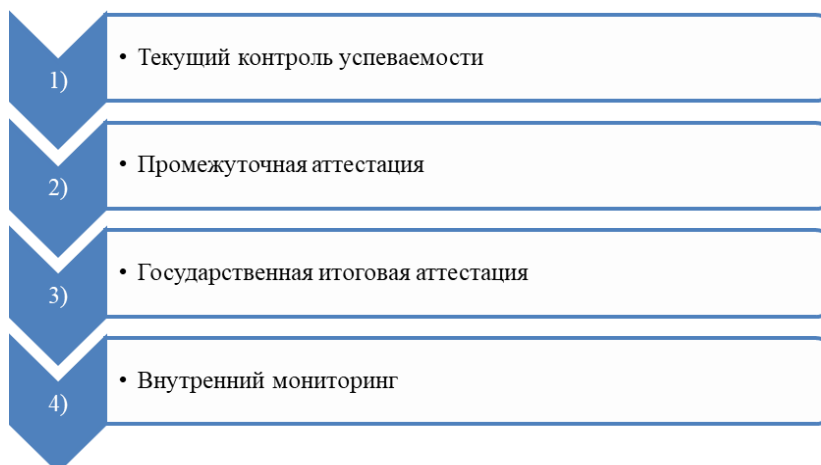 1) • Текущий контроль успеваемости
2) • Промежуточная аттестация
3) • Государственная итоговая аттестация
4) • Внутренний мониторинг